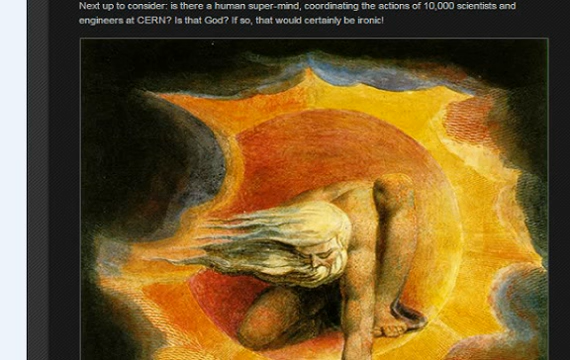 Next up to consider: is there a human super-mind, coordinating the actions of 10,000 scientists and
engineers at CERN? Is that God? If so, that would certainly be ironic!